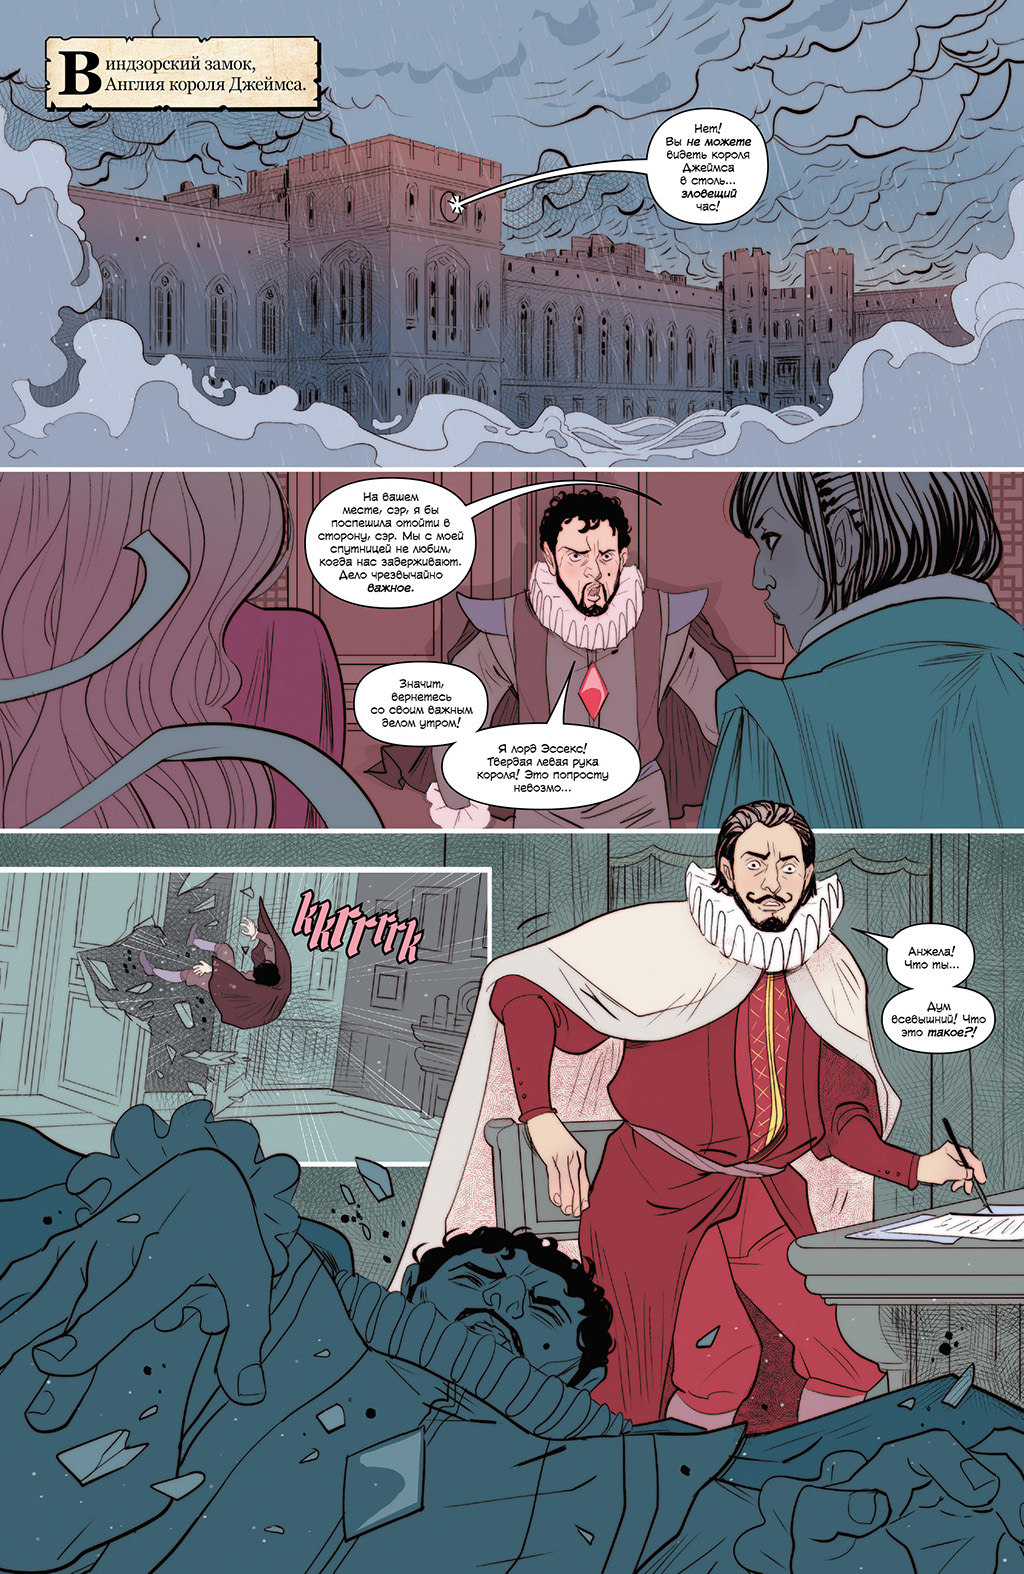 Виндзорский замок,
Англия короля Джеймса.
Нет!
Вы не можете
видеть короля
Джеймса
в столь...
зловещий
час!
На вашем
месте, сэр, я бы
поспешила отойти в
сторону, сэр. Мы с моей
спутницей не любим,
когда нас задерживают.
Дело чрезвычайно
важное.
Значит,
вернетесь
со своим важным
делом утром!
Я лорд Эссекс!
Твердая левая рука
короля! Это попросту
невозмо...
kkrrrrk
Анжела!
Что ты...
Дум
всевышний! Что
это такое?!